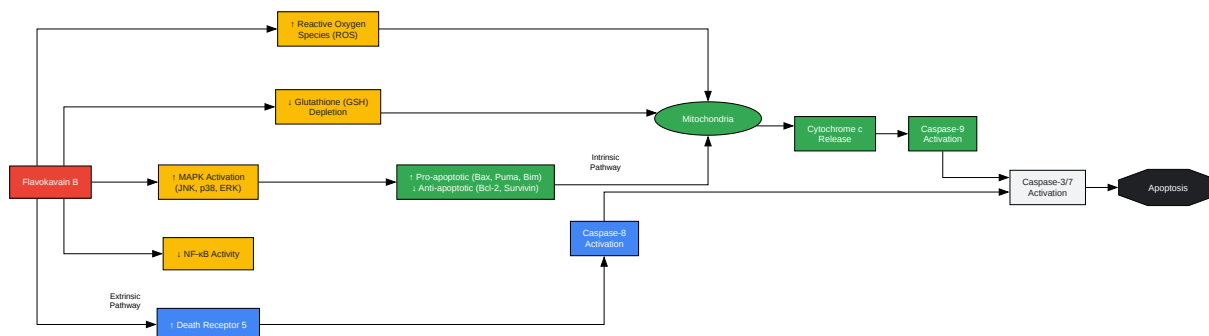 ↑ Reactive Oxygen
Species (ROS)
↓ Glutathione (GSH)
Depletion
Mitochondria
Cytochrome c
Release
Caspase-9
Activation
Flavokavain B
↑ MAPK Activation
(JNK, p38, ERK)
↑ Pro-apoptotic (Bax, Puma, Bim)
↓ Anti-apoptotic (Bcl-2, Survivin)
Intrinsic
Pathway
Caspase-3/7
Activation
Apoptosis
Caspase-8
Activation
↓ NF-κB Activity
Extrinsic
Pathway
↑ Death Receptor 5